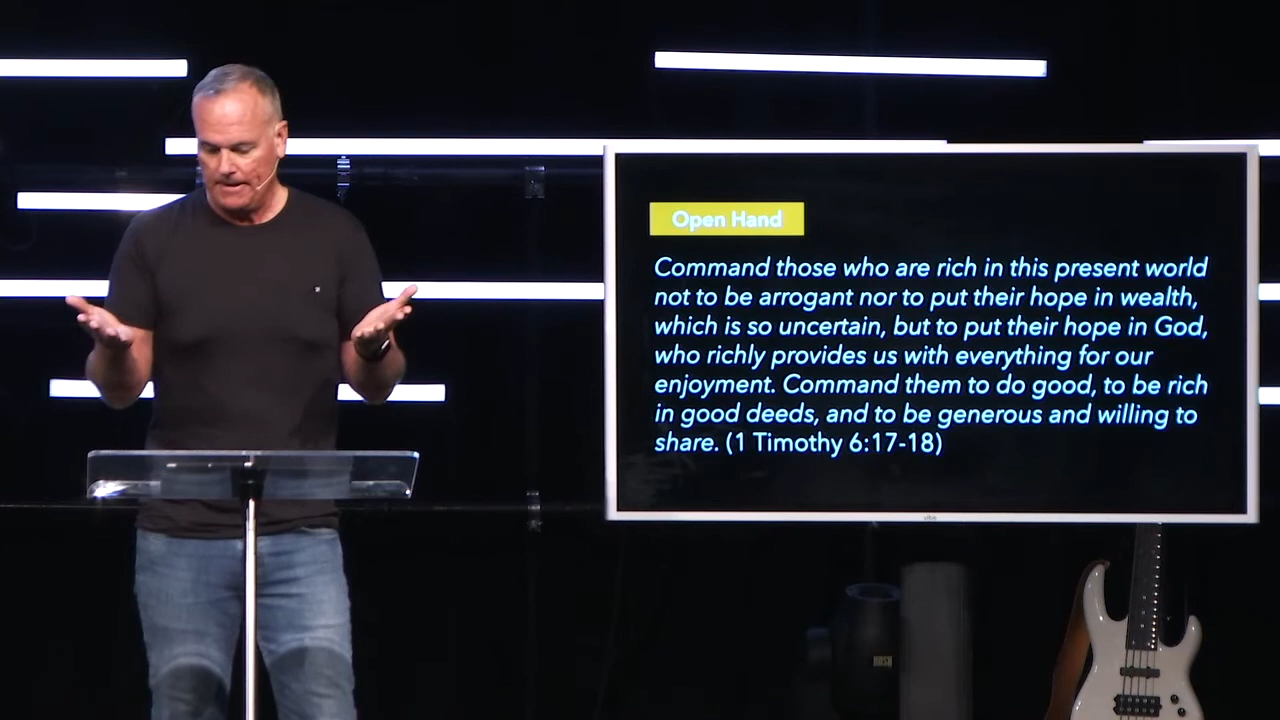 Open Hand
Command those who are rich in this present world
not to be arrogant nor to put their hope in wealth,
which is so uncertain, but to put their hope in God,
who richly provides us with everything for our
enjoyment. Command them to do good, to be rich
in good deeds, and to be generous and willing to
share. (1 Timothy 6:17-18)